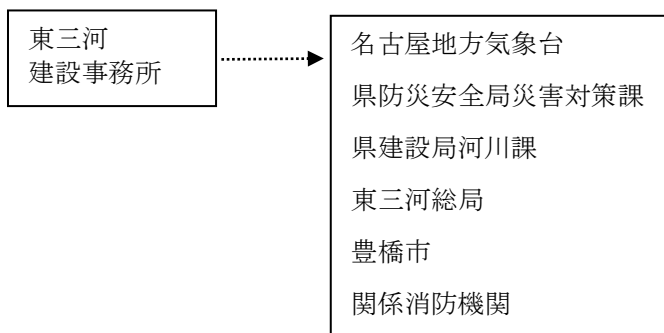 東三河
建設事務所
名古屋地方気象台
県防災安全局災害対策課
県建設局河川課
東三河総局
豊橋市
関係消防機関